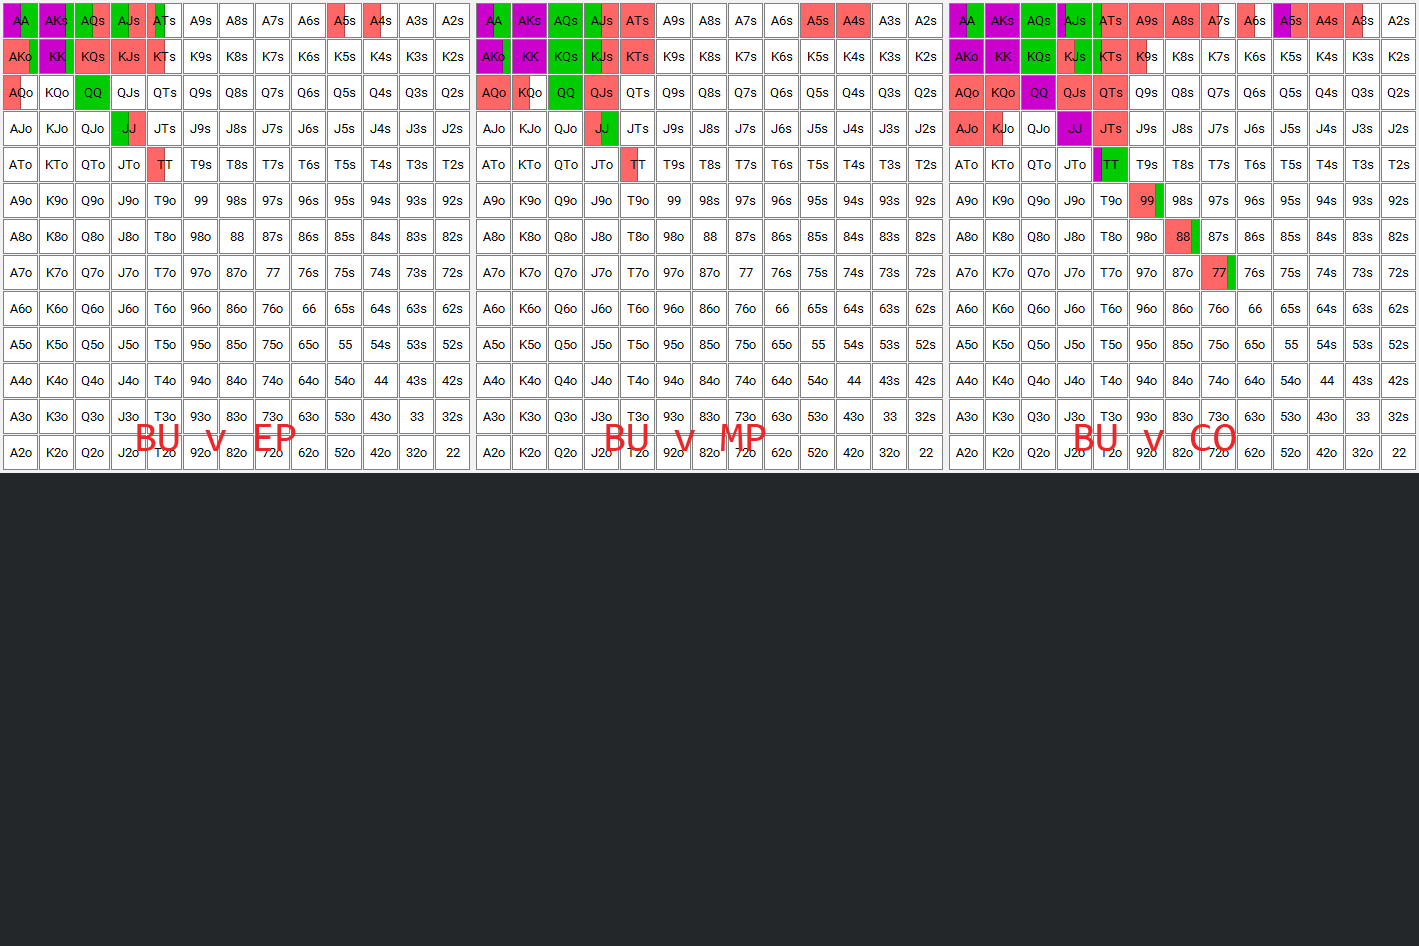 AA AKs AQs AJs ATs A9s A8s A7s A6s A5s A4s A3s A2s AA AKs AQs AJs ATs A9s A8s A7s A6s A5s A4s A3s A2s AA AKs AQs AJs ATs A9s A8s A7s A6s A5s A4s A3s A2s
AKo KK KQs KJs KTs K9s K8s K7s K6s K5s K4s K3s K2s AKo KK KQs KJs KTs K9s K8s K7s K6s K5s K4s K3s K2s AKo KK KQs KJs KTs K9s K8s K7s K6s K5s K4s K3s K2s
AQo KQo QQ QJs QTs Q9s Q8s Q7s Q6s Q5s Q4s Q3s Q2s AQo KQo QQ QJs QTs Q9s Q8s Q7s Q6s Q5s Q4s Q3s Q2s AQo KQo QQ QJs QTs Q9s Q8s Q7s Q6s Q5s Q4s Q3s Q2s
AJo KJo QJo JJ JTs J9s J8s J7s J6s J5s J4s J3s J2s AJo KJo QJo JJ JTs J9s J8s J7s J6s J5s J4s J3s J2s AJo KJo QJo JJ JTs J9s J8s J7s J6s J5s J4s J3s J2s
ATo KTo QTo JTo TT T9s T8s T7s T6s T5s T4s T3s T2s ATo KTo QTo JTo TT T9s T8s T7s T6s T5s T4s T3s T2s ATo KTo QTo JTo TT T9s T8s T7s T6s T5s T4s T3s T2s
A9o K9o Q9o J9o T9o 99 98s 97s 96s 95s 94s 93s 92s A9o K9o Q9o J9o T9o 99 98s 97s 96s 95s 94s 93s 92s A9o K9o Q9o J9o T9o 99 98s 97s 96s 95s 94s 93s 92s
A8o K8o Q8o J8o T8o 98o 88 87s 86s 85s 84s 83s 82s A8o K8o Q8o J8o T8o 98o 88 87s 86s 85s 84s 83s 82s A8o K8o Q8o J8o T8o 98o 88 87s 86s 85s 84s 83s 82s
A7o K7o Q7o J7o T7o 97o 87o 77 76s 75s 74s 73s 72s A7o K7o Q7o J7o T7o 97o 87o 77 76s 75s 74s 73s 72s A7o K7o Q7o J7o T7o 97o 87o 77 76s 75s 74s 73s 72s
A6o K6o Q6o J6o T6o 96o 86o 76o 66 65s 64s 63s 62s A6o K6o Q6o J6o T6o 96o 86o 76o 66 65s 64s 63s 62s A6o K6o Q6o J6o T6o 96o 86o 76o 66 65s 64s 63s 62s
A5o K5o Q5o J5o T5o 95o 85o 75o 65o 55 54s 53s 52s A5o K5o Q5o J5o T5o 95o 85o 75o 65o 55 54s 53s 52s A5o K5o Q5o J5o T5o 95o 85o 75o 65o 55 54s 53s 52s
A4o K4o Q4o J4o T4o 94o 84o 74o 64o 54o 44 43s 42s A4o K4o Q4o J4o T4o 94o 84o 74o 64o 54o 44 43s 42s A4o K4o Q4o J4o T4o 94o 84o 74o 64o 54o 44 43s 42s
A3o K3o Q3o J3o T3o 93o 83o 73o 63o 53o 43o 33 32s A3o K3o Q3o J3o T3o 93o 83o 73o 63o 53o 43o 33 32s A3o K3o Q3o J3o T3o 93o 83o 73o 63o 53o 43o 33 32s
BU v EP BU v MP BU v CO
A2o K2o Q2o J2o T2o 92o 82o 72o 62o 52o 42o 32o 22 A2o K2o Q2o J2o T2o 92o 82o 72o 62o 52o 42o 32o 22 A2o K2o Q2o J2o T2o 92o 82o 72o 62o 52o 42o 32o 22